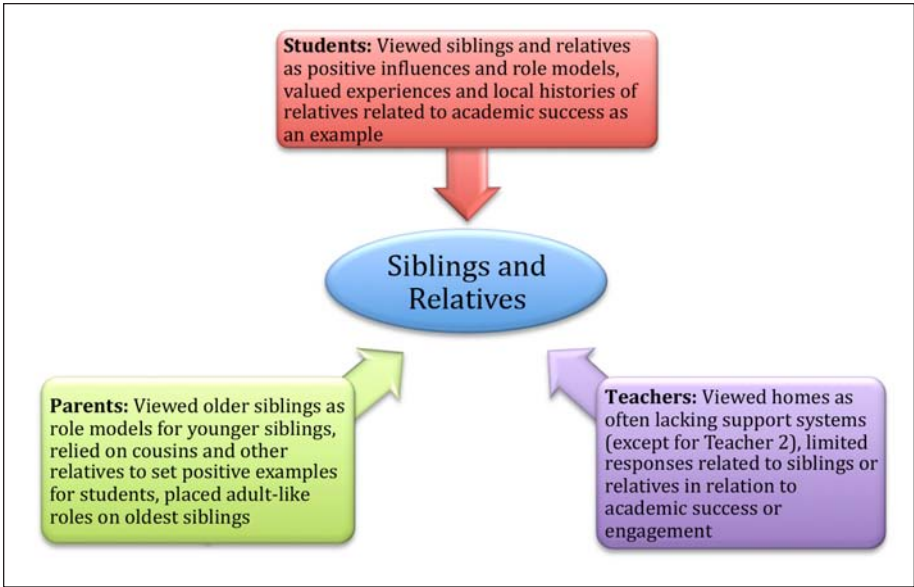 Students: Viewed siblings and relatives
as positive influences and role models,
valued experiences and local histories of
relatives related to academic success as
an example
Siblings and
Relatives
Parents: Viewed older siblings as
role models for younger siblings,
relied on cousins and other
relatives to set positive examples
for students, placed adult-like
roles on oldest siblings
Teachers: Viewed homes as
often lacking support systems
(except for Teacher 2), limited
responses related to siblings or
relatives in relation to
academic success or
engagement